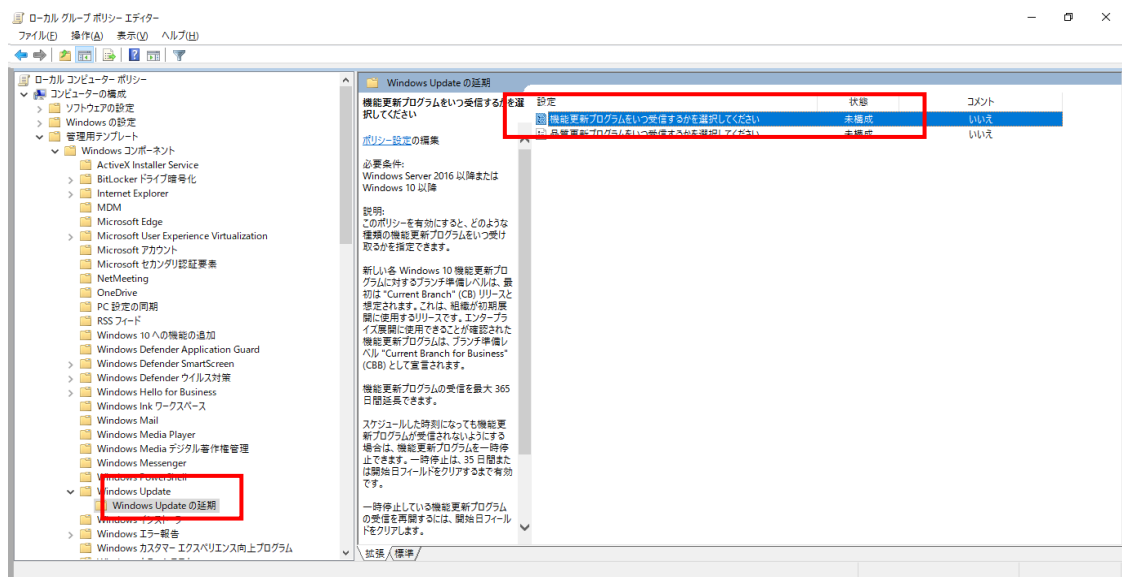 ローカル グループ ポリシー エディター
ファイル(F) 操作(A) 表示(V) ヘルプ(H)
ローカル コンピューター ポリシー
コンピューターの構成
ソフトウェアの設定
Windows の設定
管理用テンプレート
Windows コンポーネント
ActiveX Installer Service
BitLocker ドライブ暗号化
Internet Explorer
MDM
Microsoft Edge
Microsoft User Experience Virtualization
Microsoft アカウント
Microsoft セカンダリ認証要素
NetMeeting
OneDrive
PC 設定の同期
RSS フィード
Windows 10 への機能の追加
Windows Defender Application Guard
Windows Defender SmartScreen
Windows Defender ウイルス対策
Windows Hello for Business
Windows Ink ワークスペース
Windows Mail
Windows Media Player
Windows Media デジタル著作権管理
Windows Messenger
Windows PowerShell
Windows Update
Windows Update の延期
Windows インストーラー
Windows エラー報告
Windows カスタマー エクスペリエンス向上プログラム
Windows Update の延期
機能更新プログラムをいつ受信するかを選
択してください
ポリシー設定の編集
必要条件:
Windows Server 2016 以降または
Windows 10 以降
説明:
このポリシーを有効にすると、どのような
種類の機能更新プログラムをいつ受け
取るかを指定できます。
新しい各 Windows 10 機能更新プロ
グラムに対するブランチ準備レベルは、最
初は "Current Branch" (CB) リリースと
想定されます。これは、組織が初期展
開に使用するリリースです。エンタープラ
イズ展開に使用できることが確認された
機能更新プログラムは、ブランチ準備レ
ベル "Current Branch for Business"
(CBB) として宣言されます。
機能更新プログラムの受信を最大 365
日間延長できます。
スケジュールした時刻になっても機能更
新プログラムが受信されないようにする
場合は、機能更新プログラムを一時停
止できます。一時停止は、35 日間また
は開始日フィールドをクリアするまで有効
です。
一時停止している機能更新プログラム
の受信を再開するには、開始日フィール
ドをクリアします。
設定 状態 コメント
機能更新プログラムをいつ受信するかを選択してください 未構成 いいえ
品質更新プログラムをいつ受信するかを選択してください 未構成 いいえ
拡張 標準